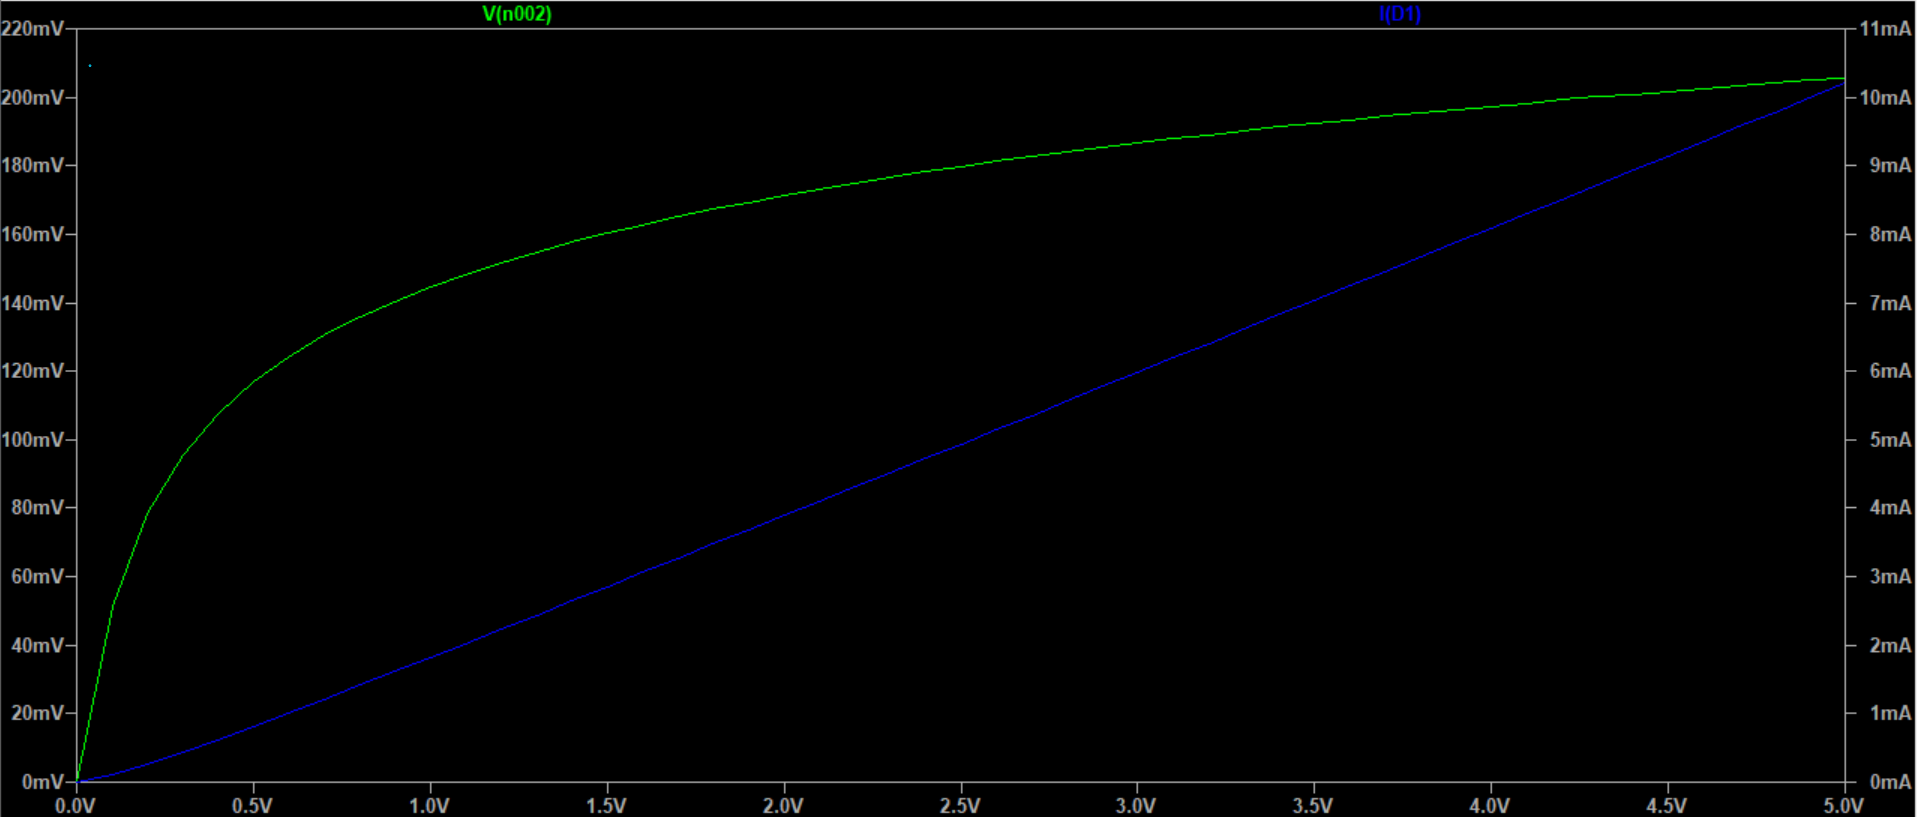 V(n002) I(D1)
220mV 11mA
200mV 10mA
180mV 9mA
160mV 8mA
140mV 7mA
120mV 6mA
100mV 5mA
80mV 4mA
60mV 3mA
40mV 2mA
20mV 1mA
0mV 0mA
0.0V 0.5V 1.0V 1.5V 2.0V 2.5V 3.0V 3.5V 4.0V 4.5V 5.0V